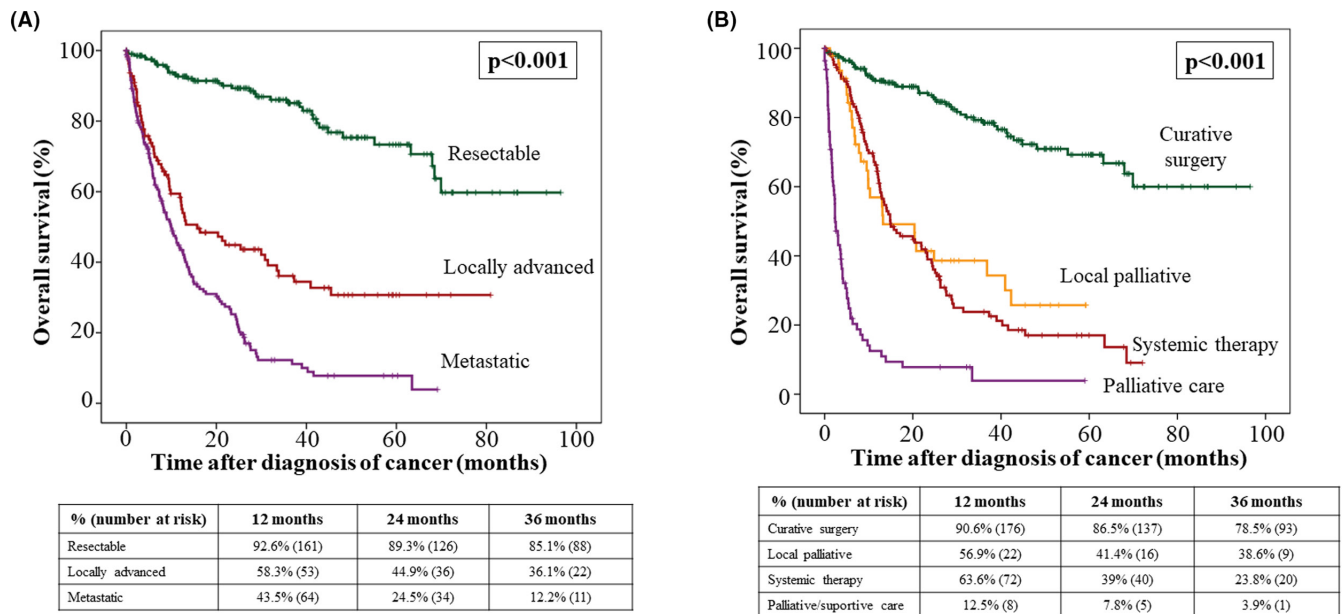 (A)
p<0.001
100
80
60
40
20
0
Overall survival (%)
Resectable
Locally advanced
Metastatic
0 20 40 60 80 100
Time after diagnosis of cancer (months)
% (number at risk) 12 months 24 months 36 months
Resectable 92.6% (161) 89.3% (126) 85.1% (88)
Locally advanced 58.3% (53) 44.9% (36) 36.1% (22)
Metastatic 43.5% (64) 24.5% (34) 12.2% (11)
(B)
p<0.001
100
80
60
40
20
0
Overall survival (%)
Curative
surgery
Local palliative
Systemic therapy
Palliative care
0 20 40 60 80 100
Time after diagnosis of cancer (months)
% (number at risk) 12 months 24 months 36 months
Curative surgery 90.6% (176) 86.5% (137) 78.5% (93)
Local palliative 56.9% (22) 41.4% (16) 38.6% (9)
Systemic therapy 63.6% (72) 39% (40) 23.8% (20)
Palliative/suportive care 12.5% (8) 7.8% (5) 3.9% (1)